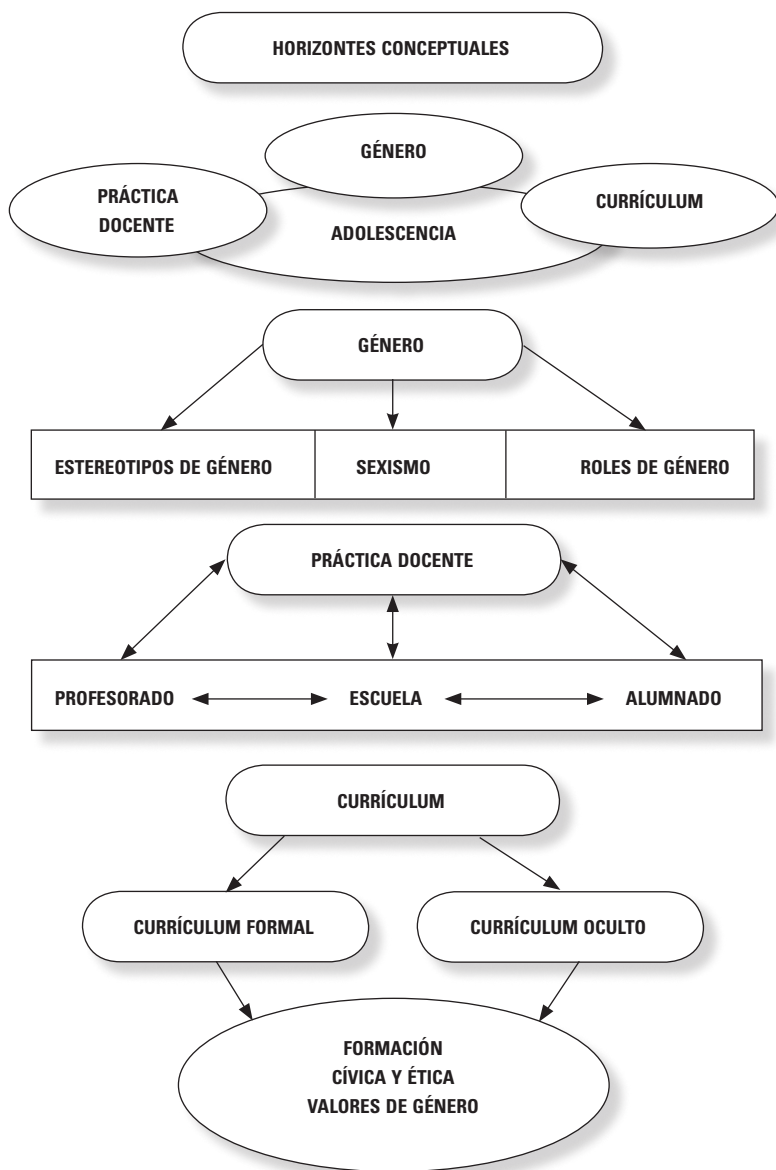 HORIZONTES CONCEPTUALES
GÉNERO
PRÁCTICA
DOCENTE
CURRÍCULUM
ADOLESCENCIA
GÉNERO
ESTEREOTIPOS DE GÉNERO
SEXISMO
ROLES DE GÉNERO
PRÁCTICA DOCENTE
PROFESORADO
ESCUELA
ALUMNADO
CURRÍCULUM
CURRÍCULUM FORMAL
CURRÍCULUM OCULTO
FORMACIÓN
CÍVICA Y ÉTICA
VALORES DE GÉNERO